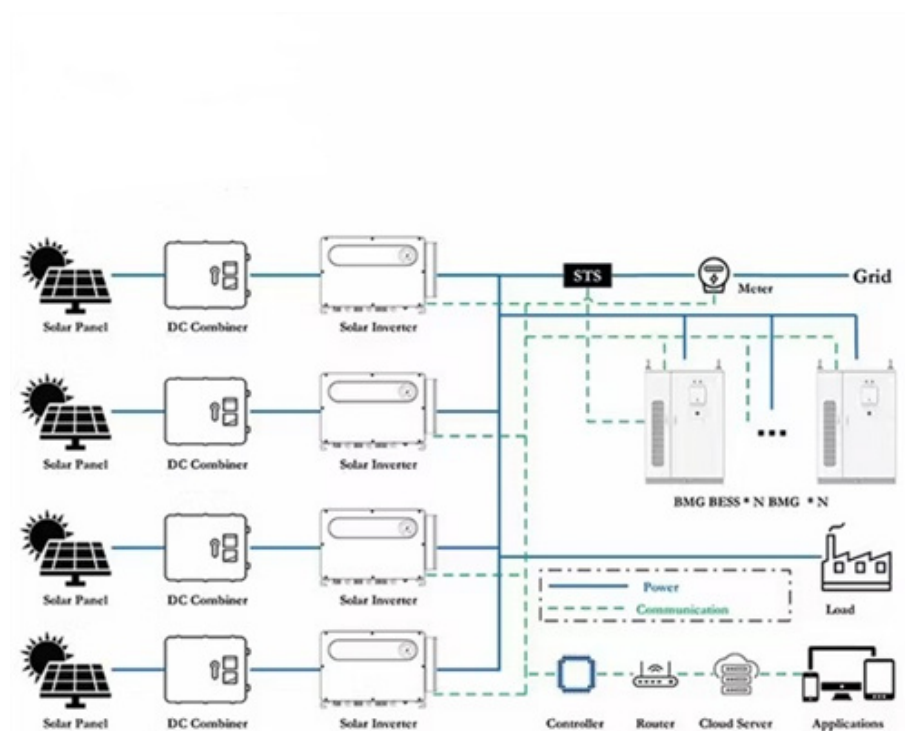 STS
Grid
Meter
Solar Panel DC Combiner Solar Inverter
Solar Panel DC Combiner Solar Inverter
BMG BESS * N BMG * N
Solar Panel DC Combiner Solar Inverter
Power
Communication
Load
Solar Panel DC Combiner Solar Inverter
Controller Router Cloud Server Applications